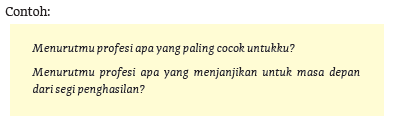 Contoh:
Menurutmu profesi apa yang paling cocok untukku?
Menurutmu profesi apa yang menjanjikan untuk masa depan
dari segi penghasilan?